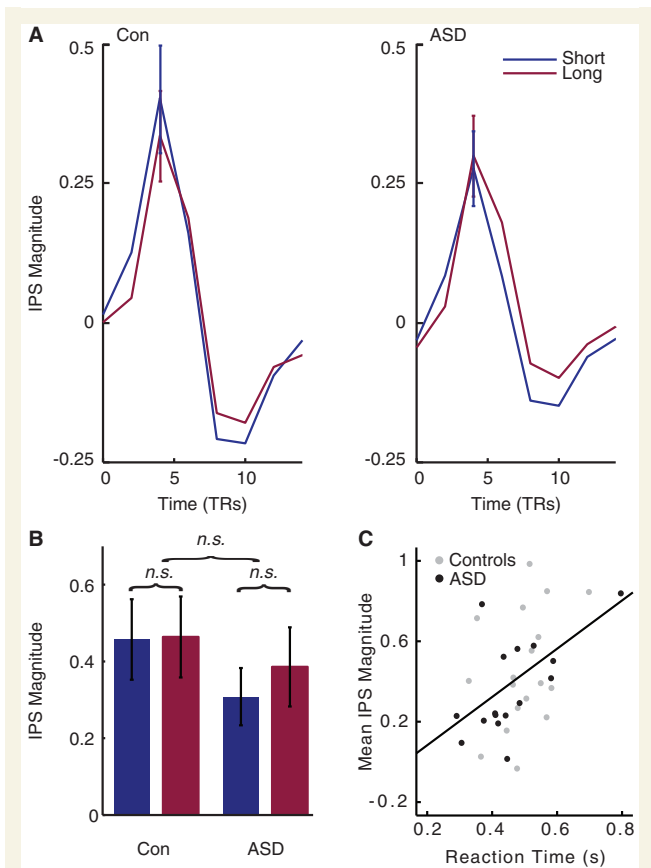 A
Con
ASD
Short
Long
0.5
0.25
0
-0.25
IPS Magnitude
0
5
10
Time (TRs)
0.5
0.25
0
-0.25
0
5
10
Time (TRs)
B
n.s.
n.s.
n.s.
0.6
0.4
0.2
0
IPS Magnitude
Con
ASD
C
Controls
ASD
1
0.6
0.2
-0.2
Mean IPS Magnitude
0.2
0.4
0.6
0.8
Reaction Time (s)